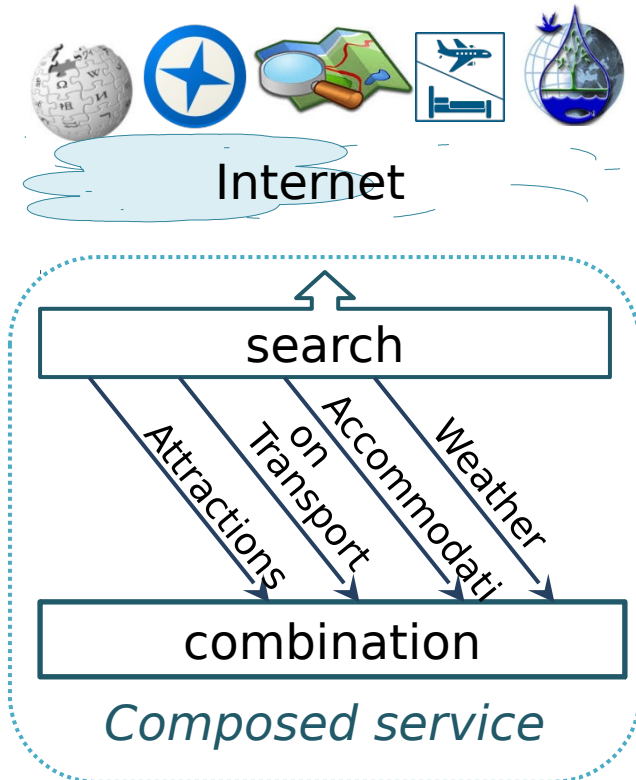 Internet
search
Attractions
Transport
Accommodati
on
Weather
combination
Composed service